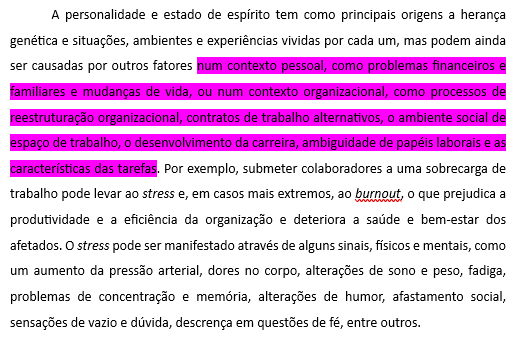 A personalidade e estado de espírito tem como principais origens a herança
genética e situações, ambientes e experiências vividas por cada um, mas podem ainda
ser causadas por outros fatores num contexto pessoal, como problemas financeiros e
familiares e mudanças de vida, ou num contexto organizacional, como processos de
reestruturação organizacional, contratos de trabalho alternativos, o ambiente social de
espaço de trabalho, o desenvolvimento da carreira, ambiguidade de papéis laborais e as
características das tarefas. Por exemplo, submeter colaboradores a uma sobrecarga de
trabalho pode levar ao stress e, em casos mais extremos, ao burnout, o que prejudica a
produtividade e a eficiência da organização e deteriora a saúde e bem-estar dos
afetados. O stress pode ser manifestado através de alguns sinais, físicos e mentais, como
um aumento da pressão arterial, dores no corpo, alterações de sono e peso, fadiga,
problemas de concentração e memória, alterações de humor, afastamento social,
sensações de vazio e dúvida, descrença em questões de fé, entre outros.